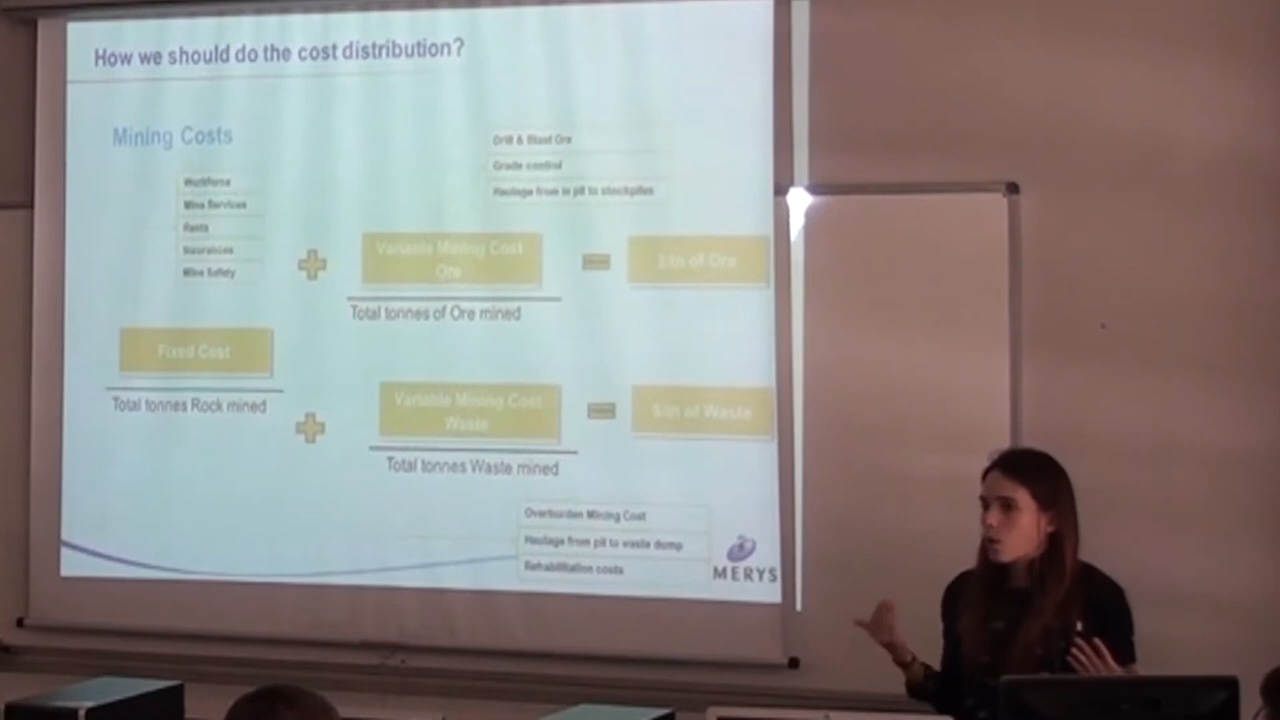 How we should do the cost distribution?
Mining Costs
Drill & Blast Ore
Grade control
Haulage from in pit to stockpiles
Workforce
Mine Services
Rents
Insurances
Mine Safety
Variable Mining Cost
Ore
$/tn of Ore
Total tonnes of Ore mined
Fixed Cost
Total tonnes Rock mined
Variable Mining Cost
Waste
$/tn of Waste
Total tonnes Waste mined
Overburden Mining Cost
Haulage from pit to waste dump
Rehabilitation costs
MERYS